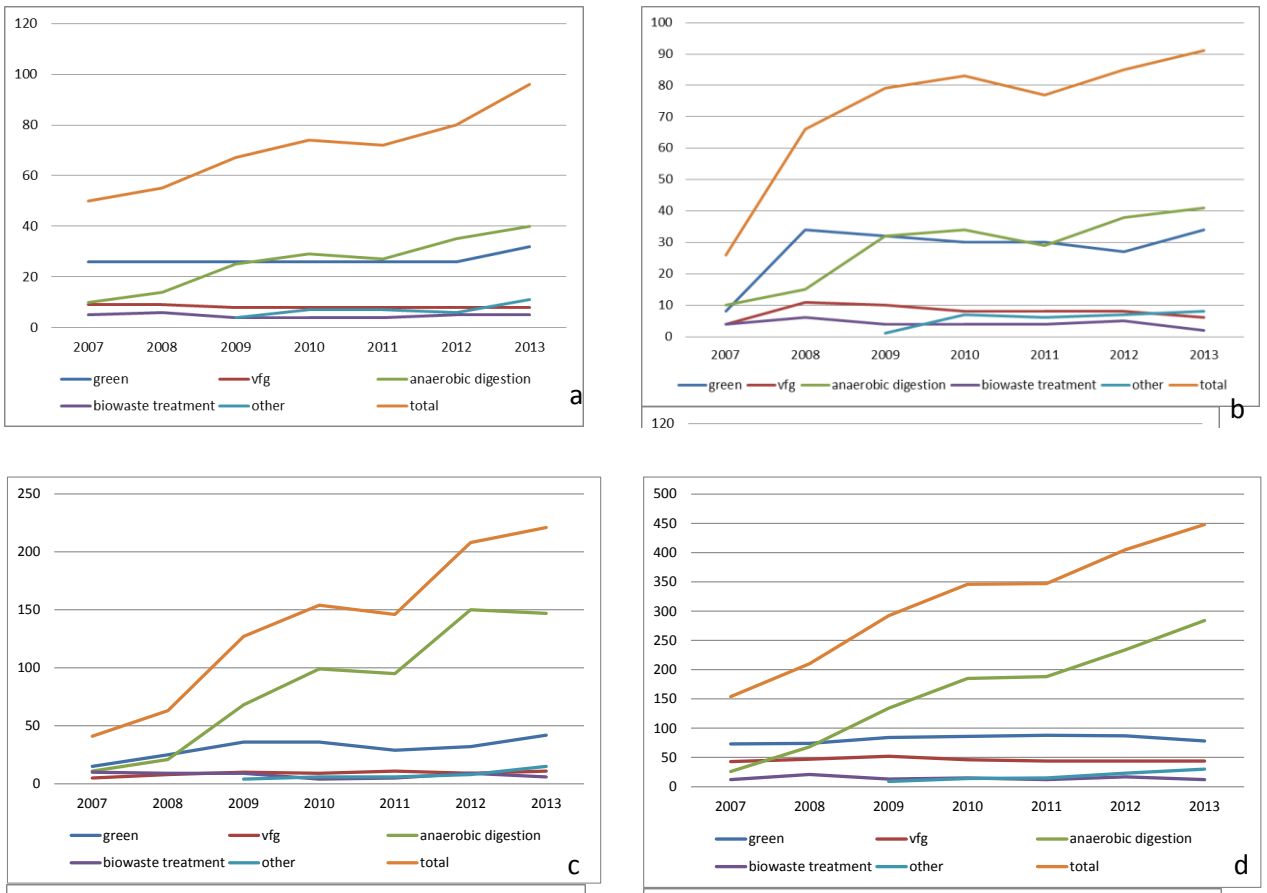 120
100
80
60
40
20
0
2007 2008 2009 2010 2011 2012 2013
green vfg anaerobic digestion
biowaste treatment other total
a
100
90
80
70
60
50
40
30
20
10
0
2007 2008 2009 2010 2011 2012 2013
green vfg anaerobic digestion biowaste treatment other total
b
120
250
200
150
100
50
0
2007 2008 2009 2010 2011 2012 2013
green vfg anaerobic digestion
biowaste treatment other total
c
500
450
400
350
300
250
200
150
100
50
0
2007 2008 2009 2010 2011 2012 2013
green vfg anaerobic digestion
biowaste treatment other total
d